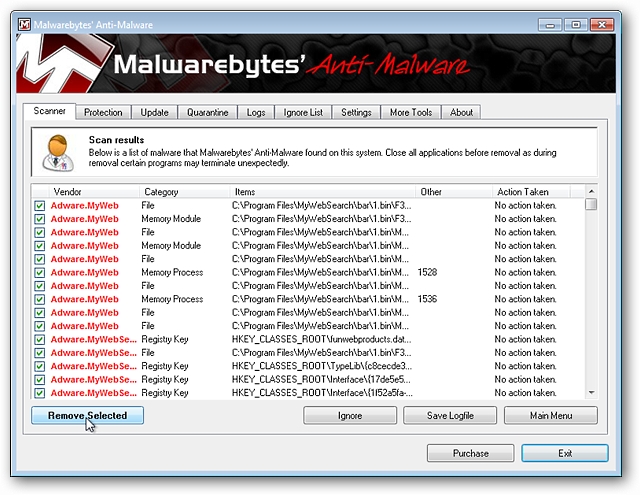 Malwarebytes' Anti-Malware
Malwarebytes' Anti-Malware
Scanner Protection Update Quarantine Logs Ignore List Settings More Tools About
Scan results
Below is a list of malware that Malwarebytes' Anti-Malware found on this system. Close all applications before removal as during
removal certain programs may terminate unexpectedly.
Vendor Category Items Other Action Taken
Adware.MyWeb File C:\Program Files\MyWebSearch\bar\1.bin\F3... No action taken.
Adware.MyWeb Memory Module C:\Program Files\MyWebSearch\bar\1.bin\F3... No action taken.
Adware.MyWeb File C:\Program Files\MyWebSearch\bar\1.bin\M... No action taken.
Adware.MyWeb Memory Module C:\Program Files\MyWebSearch\bar\1.bin\M... No action taken.
Adware.MyWeb File C:\Program Files\MyWebSearch\bar\1.bin\M... No action taken.
Adware.MyWeb Memory Process C:\Program Files\MyWebSearch\bar\1.bin\M... 1528 No action taken.
Adware.MyWeb File C:\Program Files\MyWebSearch\bar\1.bin\M... No action taken.
Adware.MyWeb Memory Process C:\Program Files\MyWebSearch\bar\1.bin\M... 1536 No action taken.
Adware.MyWeb File C:\Program Files\MyWebSearch\bar\1.bin\M... No action taken.
Adware.MyWeb File C:\Program Files\MyWebSearch\bar\1.bin\M... No action taken.
Adware.MyWebSe... Registry Key HKEY_CLASSES_ROOT\funwebproducts.dat... No action taken.
Adware.MyWebSe... File C:\Program Files\MyWebSearch\bar\1.bin\F3... No action taken.
Adware.MyWebSe... Registry Key HKEY_CLASSES_ROOT\TypeLib\{c8cecde3... No action taken.
Adware.MyWebSe... Registry Key HKEY_CLASSES_ROOT\Interface\{17de5e5... No action taken.
Adware.MyWebSe... Registry Key HKEY_CLASSES_ROOT\Interface\{1f52a5fa-... No action taken.
Remove Selected Ignore Save Logfile Main Menu
Purchase Exit